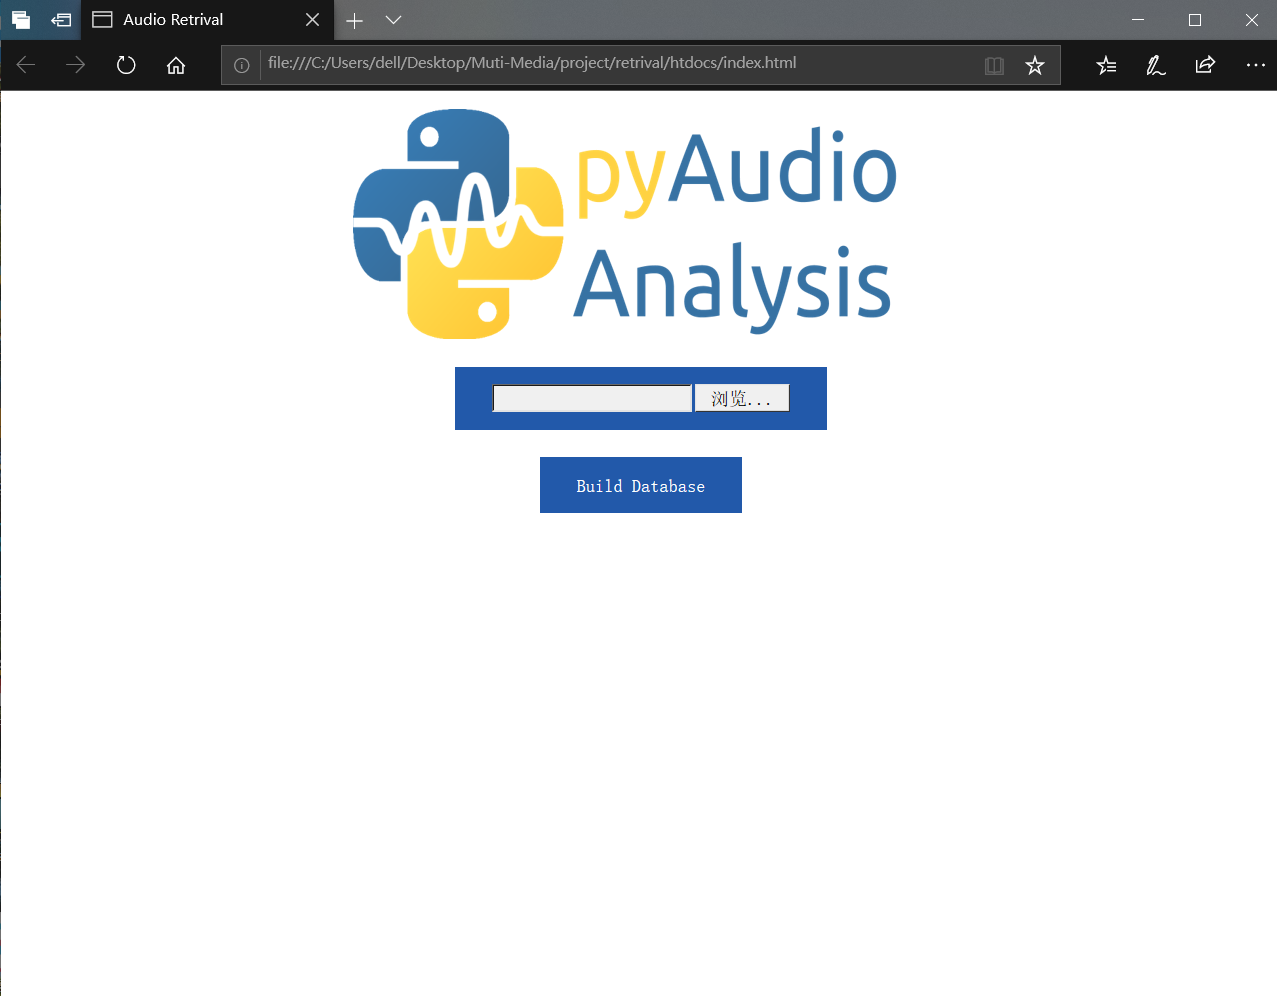 Audio Retrival
file:///C:/Users/dell/Desktop/Muti-Media/project/retrival/htdocs/index.html
pyAudio
Analysis
浏览...
Build Database